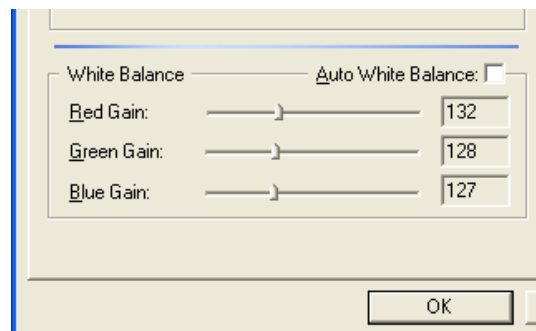 White Balance Auto White Balance:
Red Gain: 132
Green Gain: 128
Blue Gain: 127
OK